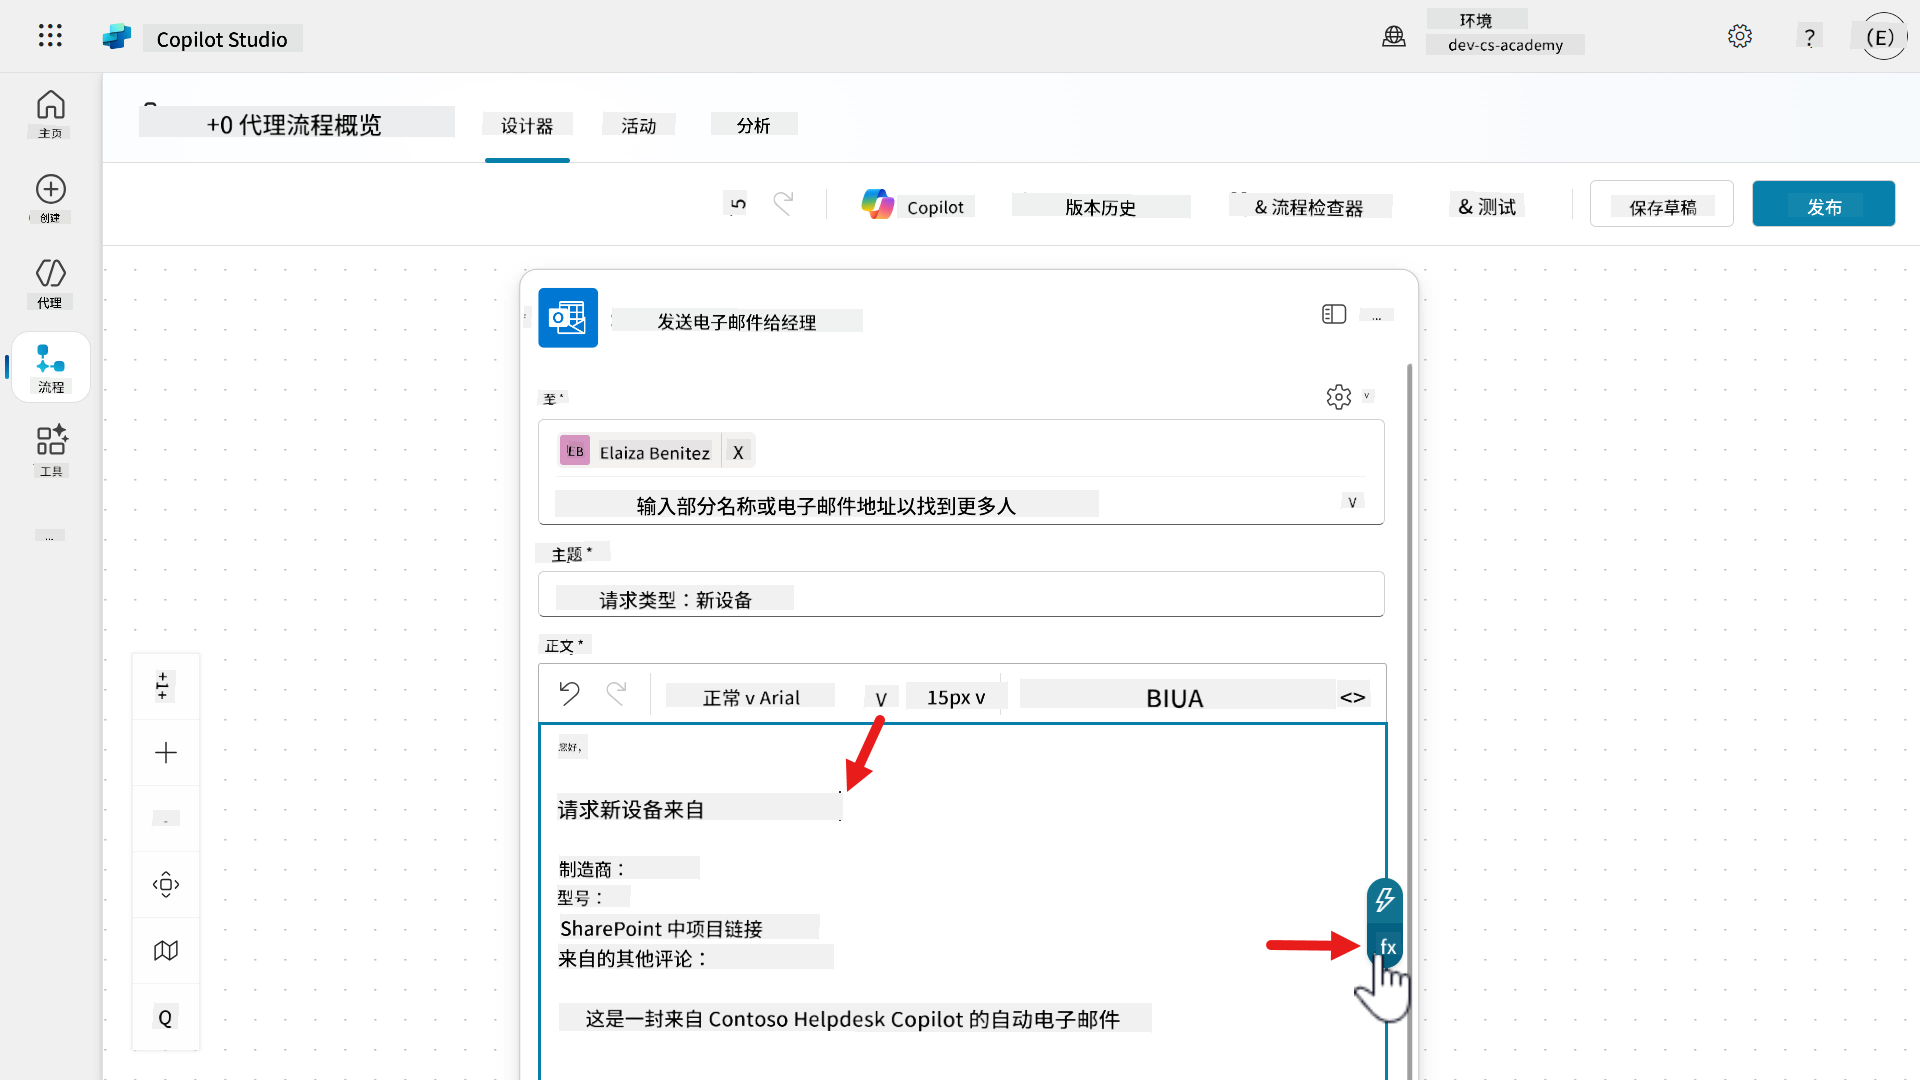 Copilot Studio
环境
dev-cs-academy
?
(E)
主页
创建
代理
流程
工具
...
+0 代理流程概览
设计器
活动
分析
5
Copilot
版本历史
& 流程检查器
& 测试
保存草稿
发布
发送电子邮件给经理
...
至 *
v
EB
Elaiza Benitez
X
输入部分名称或电子邮件地址以找到更多人
V
主题 *
请求类型：新设备
正文 *
正常 v Arial
V
15px v
BIUA
<>
您好，
请求新设备来自
制造商：
型号：
SharePoint 中项目链接
来自的其他评论：
这是一封来自 Contoso Helpdesk Copilot 的自动电子邮件
fx
+1+
Q